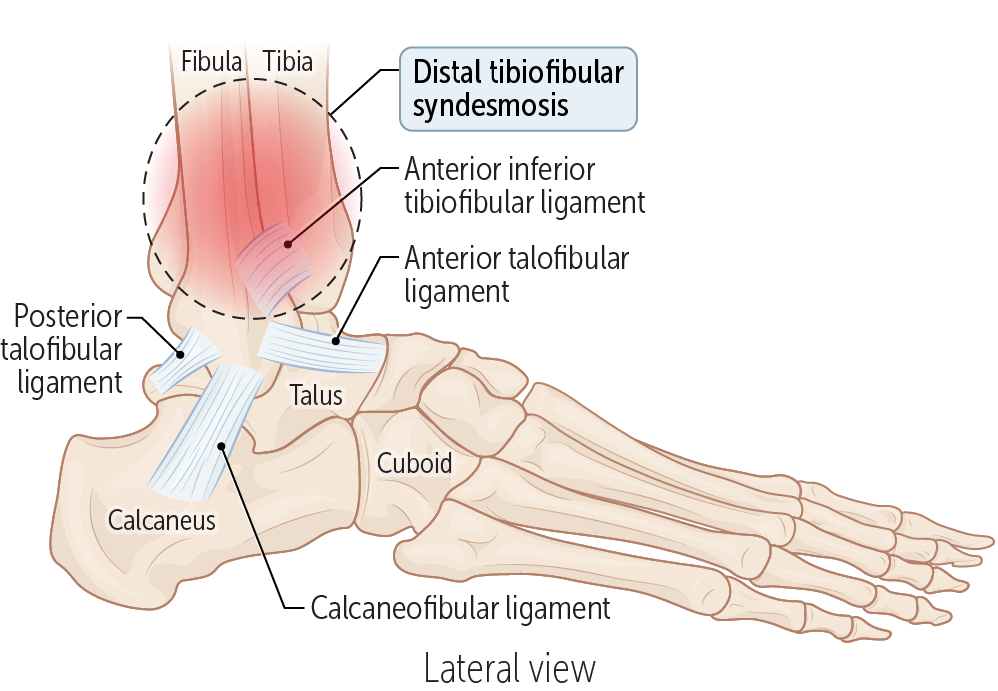 Fibula Tibia
Distal tibiofibular
syndesmosis
Anterior inferior
tibiofibular ligament
Anterior talofibular
ligament
Posterior
talofibular
ligament
Talus
Cuboid
Calcaneus
Calcaneofibular ligament
Lateral view